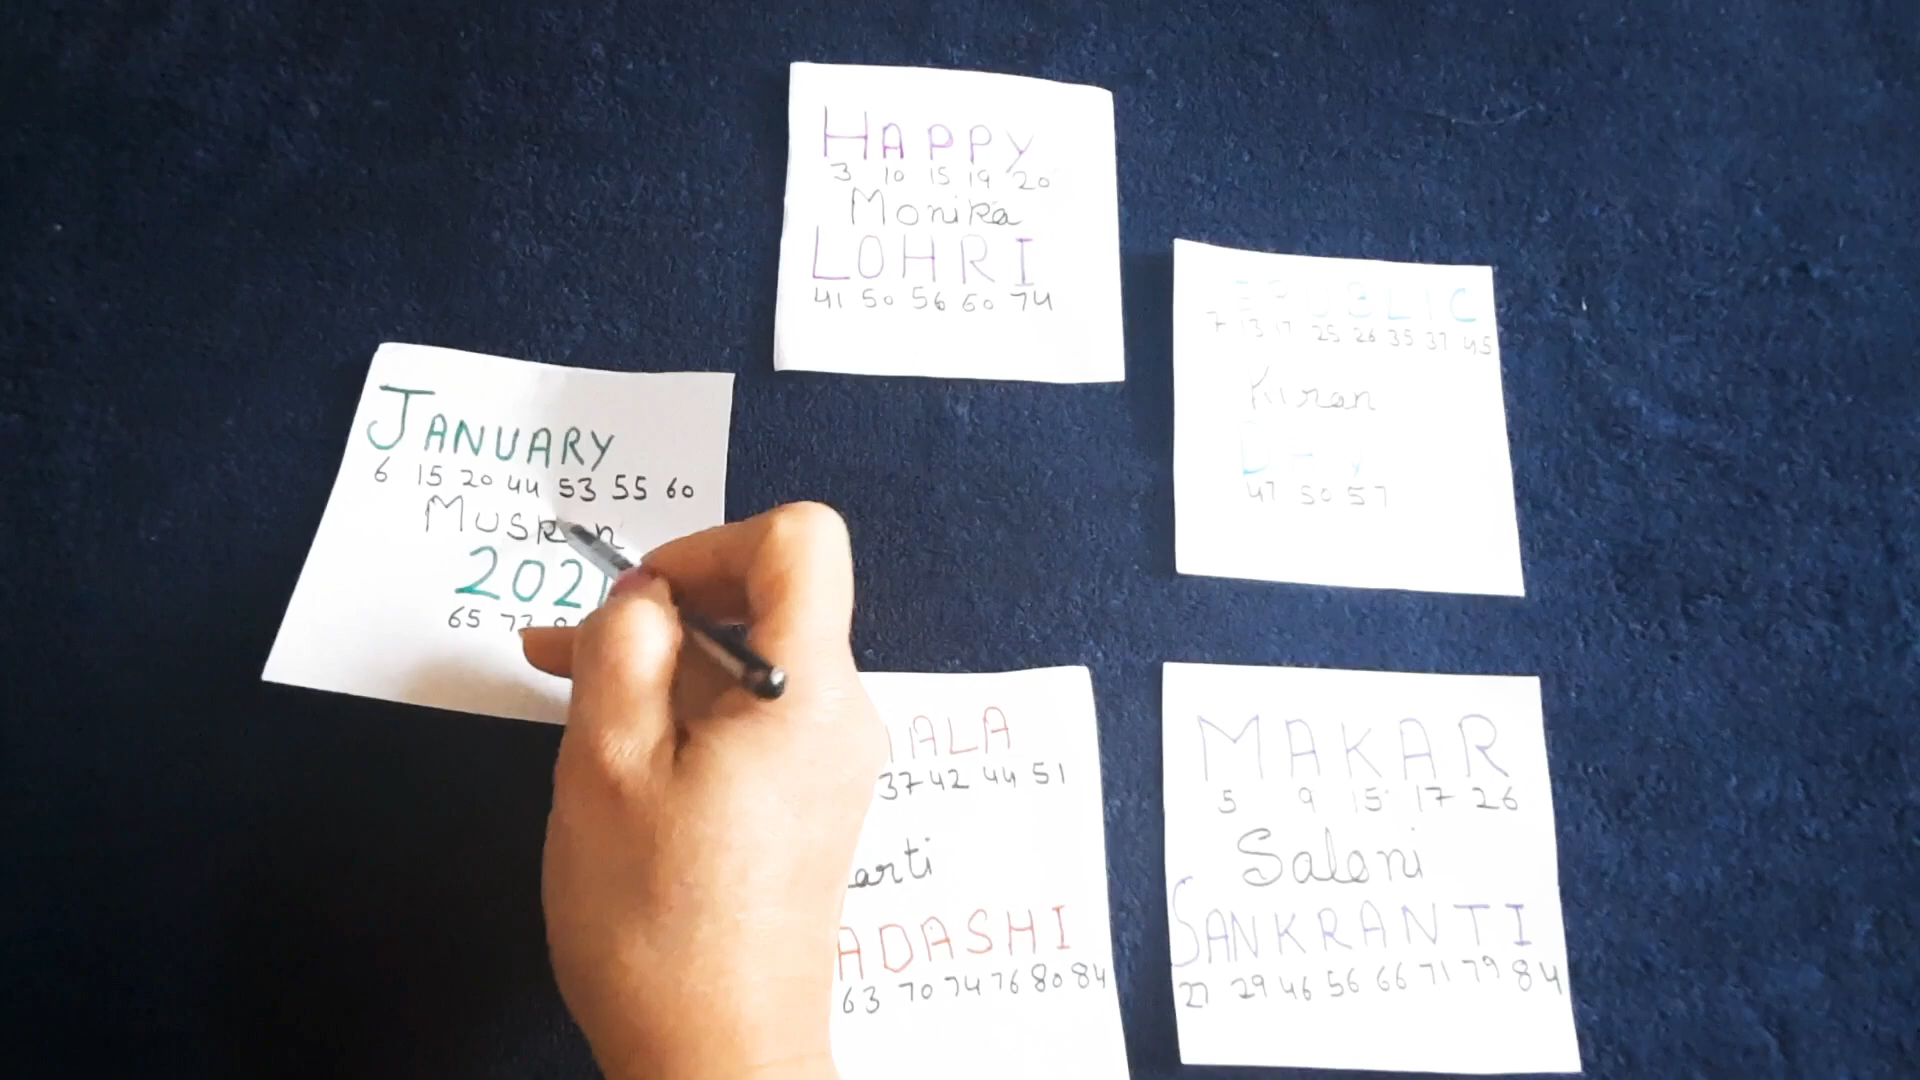 HAPPY
3 10 15 19 20
Monika
LOHRI
41 50 56 60 74
7 13 17 25 26 35 37 45
Kiran
47 50 57
JANUARY
6 15 20 44 53 55 60
2021
65
ALA
37 42 44 51
arti
ADASHI
63 70 74 76 80 84
MAKAR
5 9 15 17 26
Saloni
SANKRANTI
27 29 46 56 66 71 79 84